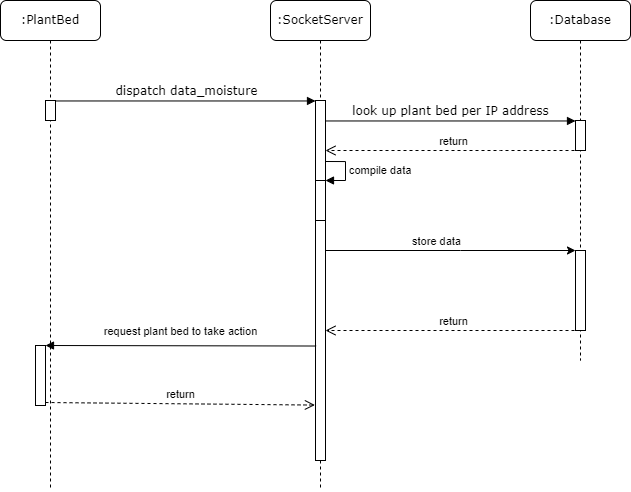 :PlantBed
:SocketServer
:Database
dispatch data_moisture
look up plant bed per IP address
return
compile data
store data
return
request plant bed to take action
return